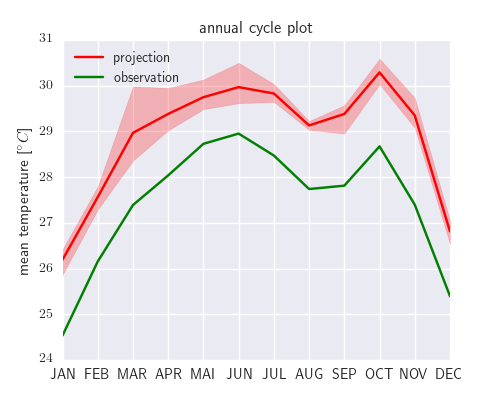 annual cycle plot
31
30
29
28
27
26
25
24
mean temperature [°C]
projection
observation
JAN FEB MAR APR MAI JUN JUL AUG SEP OCT NOV DEC